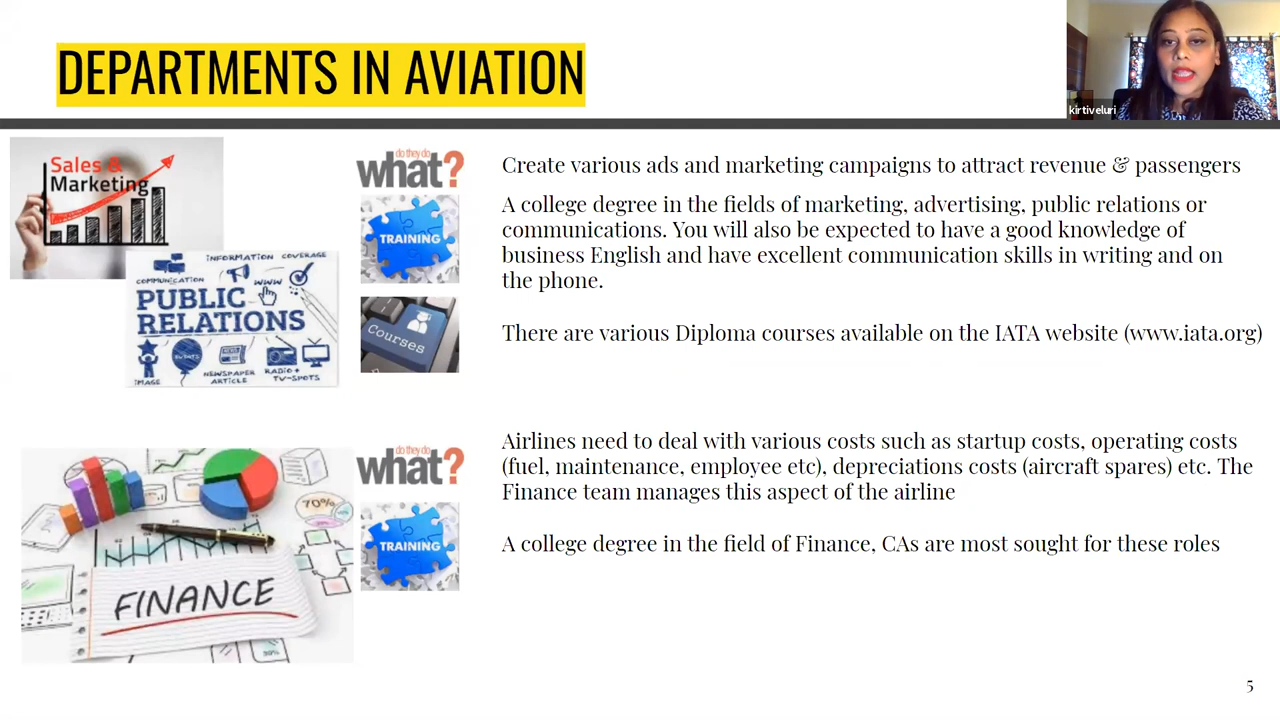 DEPARTMENTS IN AVIATION
kirtiveluri
Sales &
Marketing
INFORMATION COVERAGE
COMMUNICATION
WWW
PUBLIC
RELATIONS
EVENTS
IMAGE
NEWSPAPER
ARTICLE
RADIO +
TV-SPOTS
do they do
what?
TRAINING
Courses
Create various ads and marketing campaigns to attract revenue & passengers
A college degree in the fields of marketing, advertising, public relations or
communications. You will also be expected to have a good knowledge of
business English and have excellent communication skills in writing and on
the phone.
There are various Diploma courses available on the IATA website (www.iata.org)
70%
FINANCE
30%
do they do
what?
TRAINING
Airlines need to deal with various costs such as startup costs, operating costs
(fuel, maintenance, employee etc), depreciations costs (aircraft spares) etc. The
Finance team manages this aspect of the airline
A college degree in the field of Finance, CAs are most sought for these roles
5